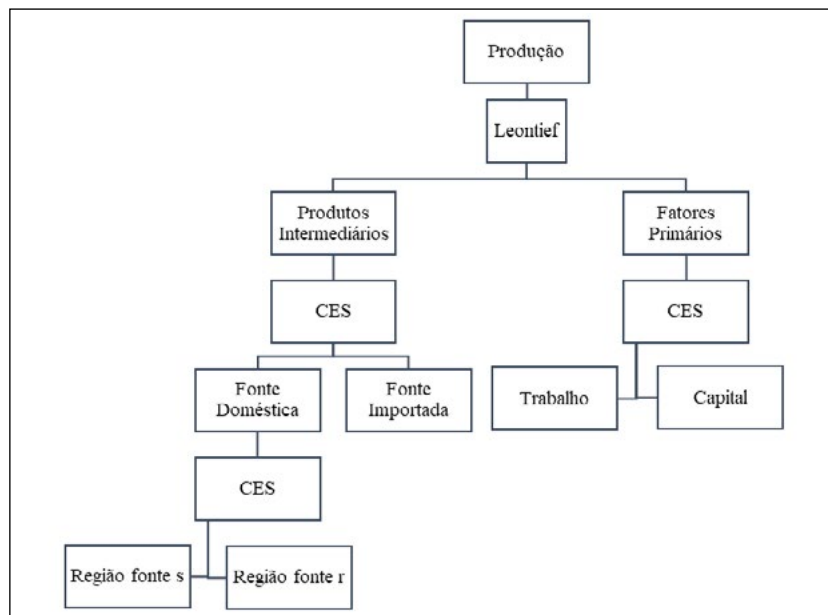 Produção
Leontief
Produtos
Intermediários
Fatores
Primários
CES
CES
Fonte
Doméstica
Fonte
Importada
Trabalho
Capital
CES
Região fonte s
Região fonte r